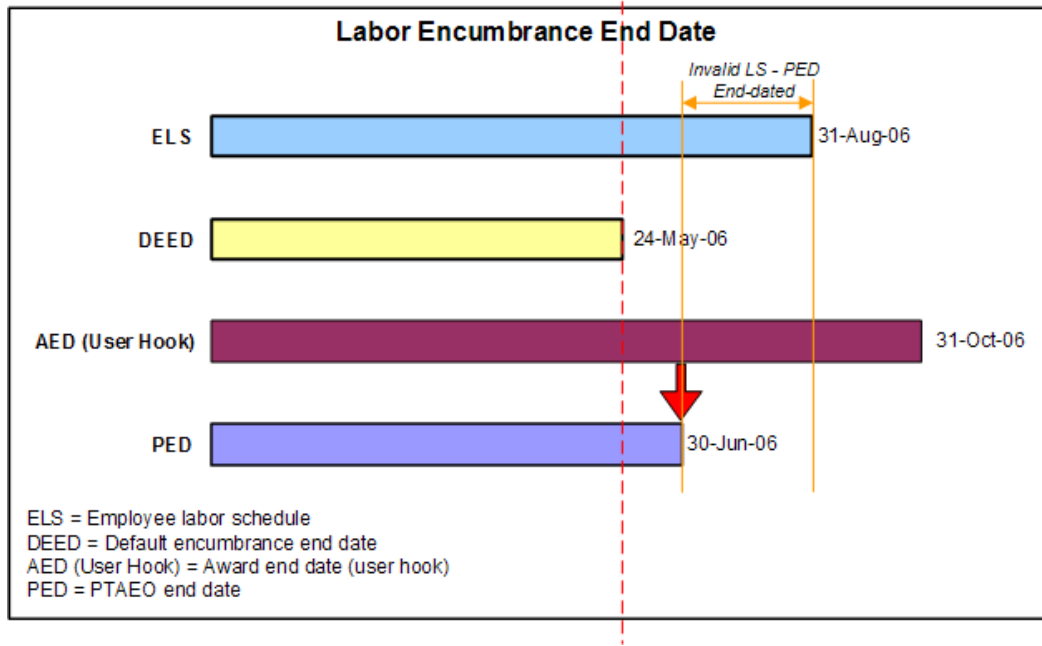 Labor Encumbrance End Date
Invalid LS - PED
End-dated
ELS
31-Aug-06
DEED
24-May-06
AED (User Hook)
31-Oct-06
PED
30-Jun-06
ELS = Employee labor schedule
DEED = Default encumbrance end date
AED (User Hook) = Award end date (user hook)
PED = PTAEO end date